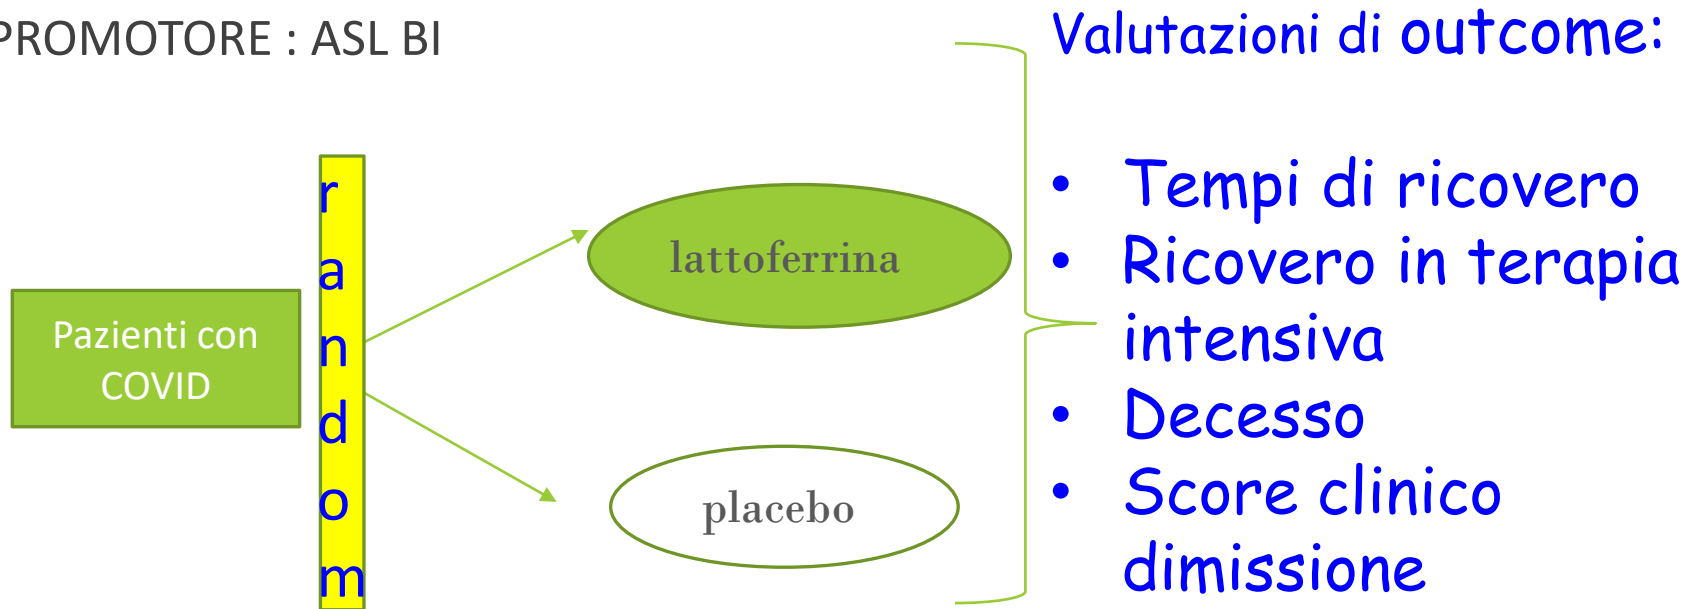 PROMOTORE : ASL BI
Valutazioni di outcome:
Pazienti con
COVID
r
a
n
d
o
m
lattoferrina
placebo
• Tempi di ricovero
• Ricovero in terapia
intensiva
• Decesso
• Score clinico
dimissione